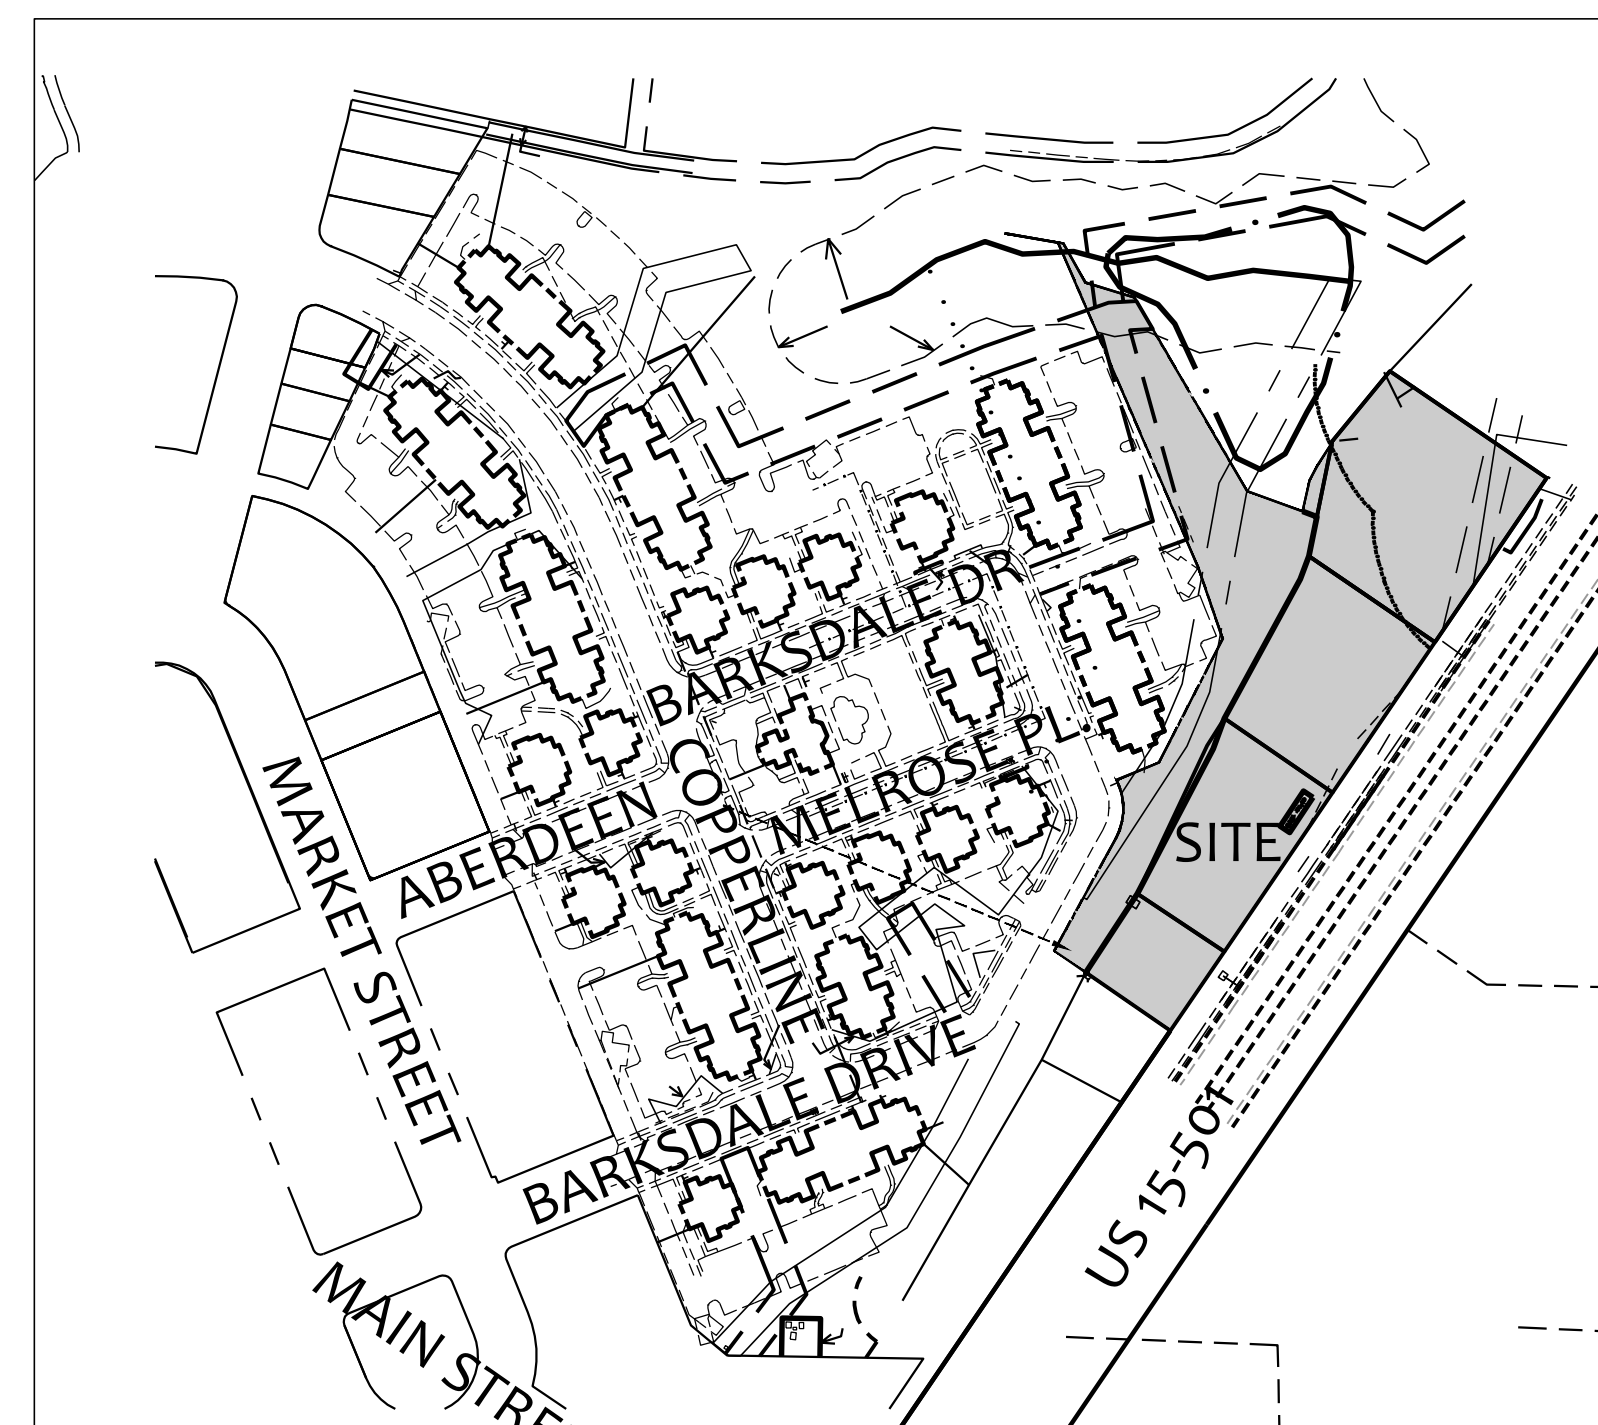 BARKSDALE DR
MELROSE PL.
COPPERLINE
ABERDEEN
MARKET STREET
SITE
BARKSDALE DRIVE
US 15-501
MAIN STRE